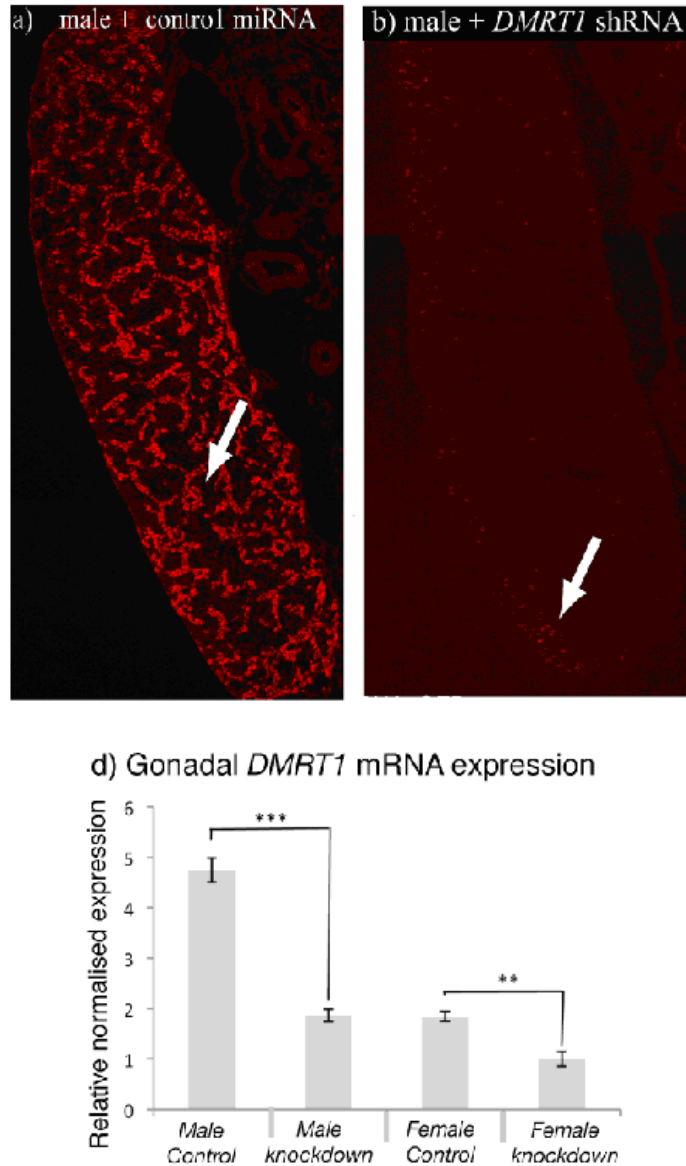 a) male + control miRNA
b) male + DMRT1 shRNA
d) Gonadal DMRT1 mRNA expression
Relative normalised expression
6
5
4
3
2
1
0
***
**
Male Control
Male knockdown
Female Control
Female knockdown